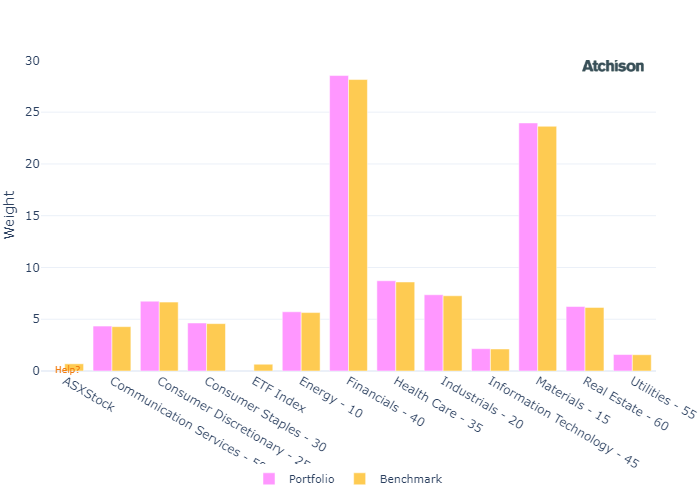 Atchison
30
25
20
15
10
5
0
Weight
Help?
ASXStock
Communication Services - 50
Consumer Discretionary - 25
Consumer Staples - 30
ETF Index
Energy - 10
Financials - 40
Health Care - 35
Industrials - 20
Information Technology - 45
Materials - 15
Real Estate - 60
Utilities - 55
Portfolio
Benchmark